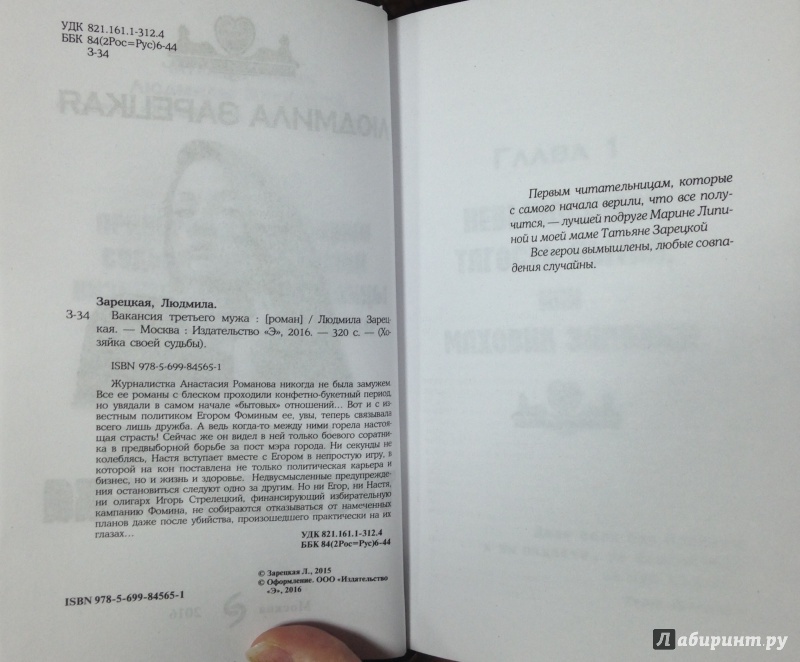 УДК 821.161.1-312.4
ББК 84(2Рос=Рус)6-44
З-34
Зарецкая, Людмила.
З-34 Вакансия третьего мужа : [роман] / Людмила Зарец-
кая. — Москва : Издательство «Э», 2016. — 320 с. — (Хо-
зяйка своей судьбы).
ISBN 978-5-699-84565-1
Журналистка Анастасия Романова никогда не была замужем.
Все ее романы с блеском проходили конфетно-букетный период,
но увядали в самом начале «бытовых» отношений… Вот и с из-
вестным политиком Егором Фоминым ее, увы, теперь связывала
всего лишь дружба. А ведь когда-то между ними горела настоя-
щая страсть! Сейчас же он видел в ней только боевого соратни-
ка в предвыборной борьбе за пост мэра города. Ни секунды не
колеблясь, Настя вступает вместе с Егором в непростую игру, в
которой на кон поставлена не только политическая карьера и
бизнес, но и жизнь и здоровье. Недвусмысленные предупрежде-
ния остановиться следуют одно за другим. Но ни Егор, ни Настя,
ни олигарх Игорь Стрелецкий, финансирующий избирательную
кампанию Фомина, не собираются отказываться от намеченных
планов даже после убийства, произошедшего практически на их
глазах…
УДК 821.161.1-312.4
ББК 84(2Рос=Рус)6-44
© Зарецкая Л., 2015
© Оформление. ООО «Издательство
«Э», 2016
ISBN 978-5-699-84565-1
Первым читательницам, которые
с самого начала верили, что все полу-
чится, — лучшей подруге Марине Липи-
ной и моей маме Татьяне Зарецкой
Все герои вымышлены, любые совпа-
дения случайны.
Лабиринт.ру